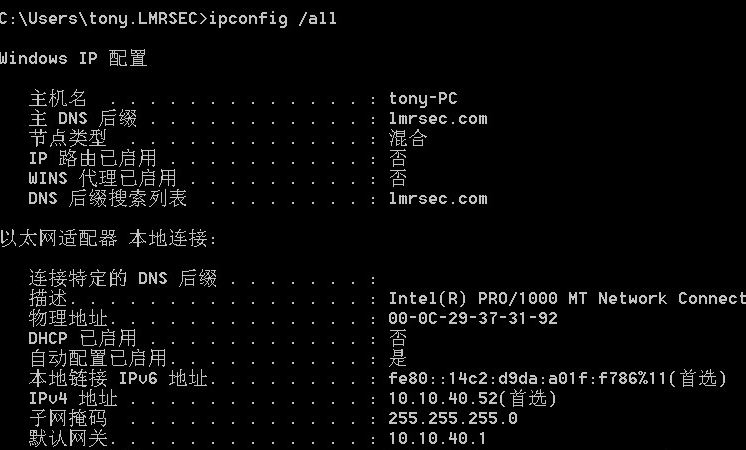 C:\Users\tony.LMRSEC>ipconfig /all
Windows IP 配置
主机名 . . . . . . . . . . . . . : tony-PC
主 DNS 后缀 . . . . . . . . . . . : lmrsec.com
节点类型 . . . . . . . . . . . . : 混合
IP 路由已启用 . . . . . . . . . . : 否
WINS 代理已启用 . . . . . . . . . : 否
DNS 后缀搜索列表 . . . . . . . . : lmrsec.com
以太网适配器 本地连接:
连接特定的 DNS 后缀 . . . . . . . :
描述. . . . . . . . . . . . . . . : Intel(R) PRO/1000 MT Network Connect
物理地址. . . . . . . . . . . . . : 00-0C-29-37-31-92
DHCP 已启用 . . . . . . . . . . . : 否
自动配置已启用. . . . . . . . . . : 是
本地链接 IPv6 地址. . . . . . . . : fe80::14c2:d9da:a01f:f786%11(首选)
IPv4 地址 . . . . . . . . . . . . : 10.10.40.52(首选)
子网掩码 . . . . . . . . . . . . : 255.255.255.0
默认网关. . . . . . . . . . . . . : 10.10.40.1